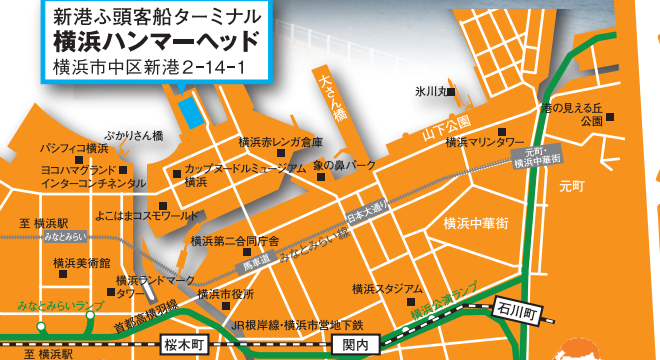 新港ふ頭客船ターミナル
横浜ハンマーヘッド
横浜市中区新港2-14-1
大さん橋
氷川丸
山下公園
港の見える丘
公園
ぷかりさん橋
パシフィコ横浜
横浜赤レンガ倉庫
横浜マリンタワー
ヨコハマグランド
インターコンチネンタル
カップヌードルミュージアム
横浜
象の鼻パーク
元町・
横浜中華街
元町
よこはまコスモワールド
日本大通り
至 横浜駅
みなとみらい
横浜中華街
横浜第二合同庁舎
みなとみらい線
馬車道
横浜美術館
横浜ランドマーク
タワー
横浜市役所
横浜スタジアム
みなとみらいランプ
横浜公演ランプ
首都高横羽線
石川町
JR根岸線・横浜市営地下鉄
至 横浜駅
桜木町
関内